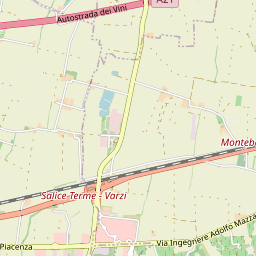 A21
Autostrada dei Vini
Monteb
Salice Terme - Varzi
Piacenza
Via Ingegnere Adolfo Mazza